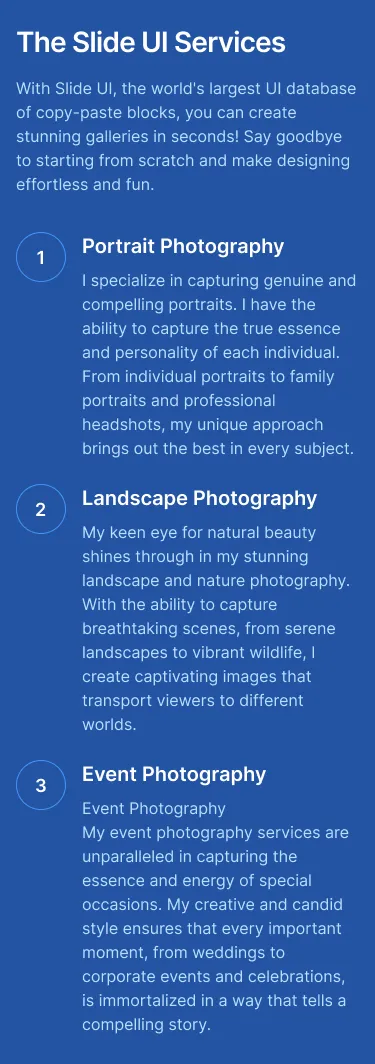 The Slide UI Services
With Slide UI, the world's largest UI database
of copy-paste blocks, you can create
stunning galleries in seconds! Say goodbye
to starting from scratch and make designing
effortless and fun.
1
Portrait Photography
I specialize in capturing genuine and
compelling portraits. I have the
ability to capture the true essence
and personality of each individual.
From individual portraits to family
portraits and professional
headshots, my unique approach
brings out the best in every subject.
2
Landscape Photography
My keen eye for natural beauty
shines through in my stunning
landscape and nature photography.
With the ability to capture
breathtaking scenes, from serene
landscapes to vibrant wildlife, I
create captivating images that
transport viewers to different
worlds.
3
Event Photography
Event Photography
My event photography services are
unparalleled in capturing the
essence and energy of special
occasions. My creative and candid
style ensures that every important
moment, from weddings to
corporate events and celebrations,
is immortalized in a way that tells a
compelling story.